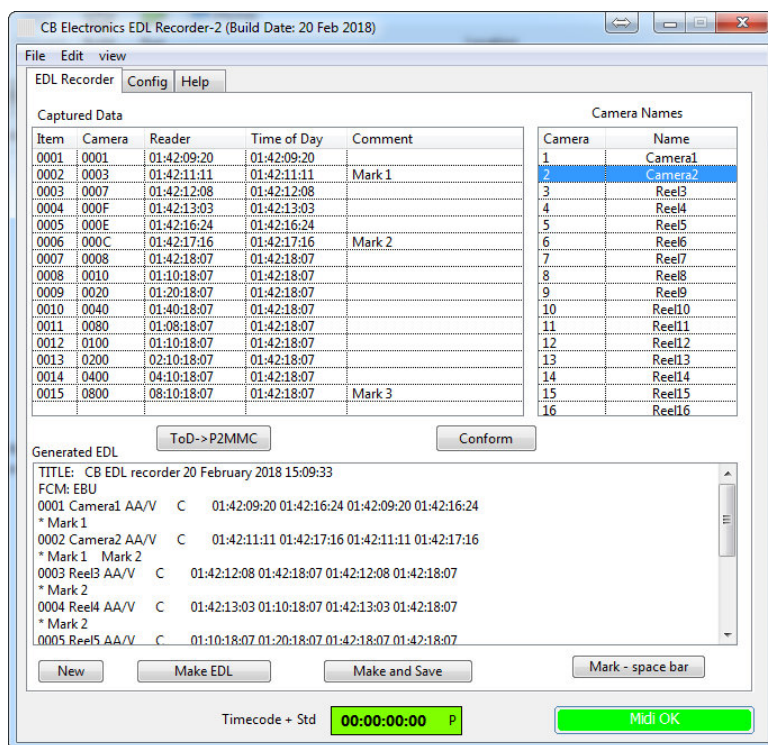 CB Electronics EDL Recorder-2 (Build Date: 20 Feb 2018)
File Edit view
EDL Recorder Config Help
Captured Data
Item Camera Reader Time of Day Comment
0001 0001 01:42:09:20 01:42:09:20
0002 0003 01:42:11:11 01:42:11:11 Mark 1
0003 0007 01:42:12:08 01:42:12:08
0004 000F 01:42:13:03 01:42:13:03
0005 000E 01:42:16:24 01:42:16:24
0006 000C 01:42:17:16 01:42:17:16 Mark 2
0007 0008 01:42:18:07 01:42:18:07
0008 0010 01:10:18:07 01:42:18:07
0009 0020 01:20:18:07 01:42:18:07
0010 0040 01:40:18:07 01:42:18:07
0011 0080 01:08:18:07 01:42:18:07
0012 0100 01:10:18:07 01:42:18:07
0013 0200 02:10:18:07 01:42:18:07
0014 0400 04:10:18:07 01:42:18:07
0015 0800 08:10:18:07 01:42:18:07 Mark 3
Camera Names
Camera Name
1 Camera1
2 Camera2
3 Reel3
4 Reel4
5 Reel5
6 Reel6
7 Reel7
8 Reel8
9 Reel9
10 Reel10
11 Reel11
12 Reel12
13 Reel13
14 Reel14
15 Reel15
16 Reel16
ToD->P2MMC
Conform
Generated EDL
TITLE: CB EDL recorder 20 February 2018 15:09:33
FCM: EBU
0001 Camera1 AA/V C 01:42:09:20 01:42:16:24 01:42:09:20 01:42:16:24
* Mark 1
0002 Camera2 AA/V C 01:42:11:11 01:42:17:16 01:42:11:11 01:42:17:16
* Mark 1 Mark 2
0003 Reel3 AA/V C 01:42:12:08 01:42:18:07 01:42:12:08 01:42:18:07
* Mark 2
0004 Reel4 AA/V C 01:42:13:03 01:10:18:07 01:42:13:03 01:42:18:07
* Mark 2
0005 Reel5 AA/V C 01:10:18:07 01:20:18:07 01:42:18:07 01:42:18:07
New
Make EDL
Make and Save
Mark - space bar
Timecode + Std 00:00:00:00 P
Midi OK